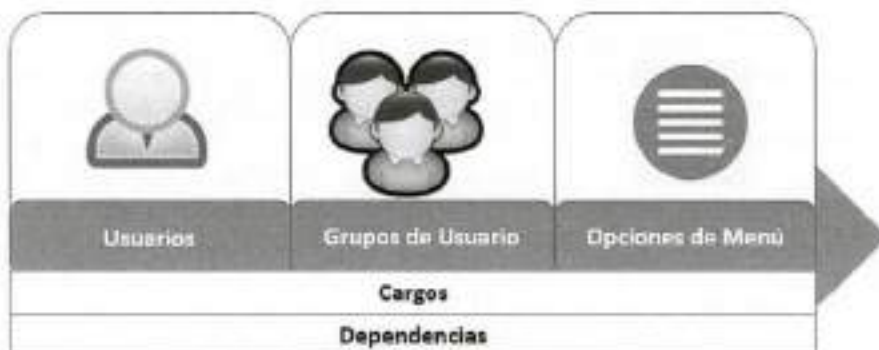 Usuarios
Grupos de Usuario
Opciones de Menú
Cargos
Dependencias